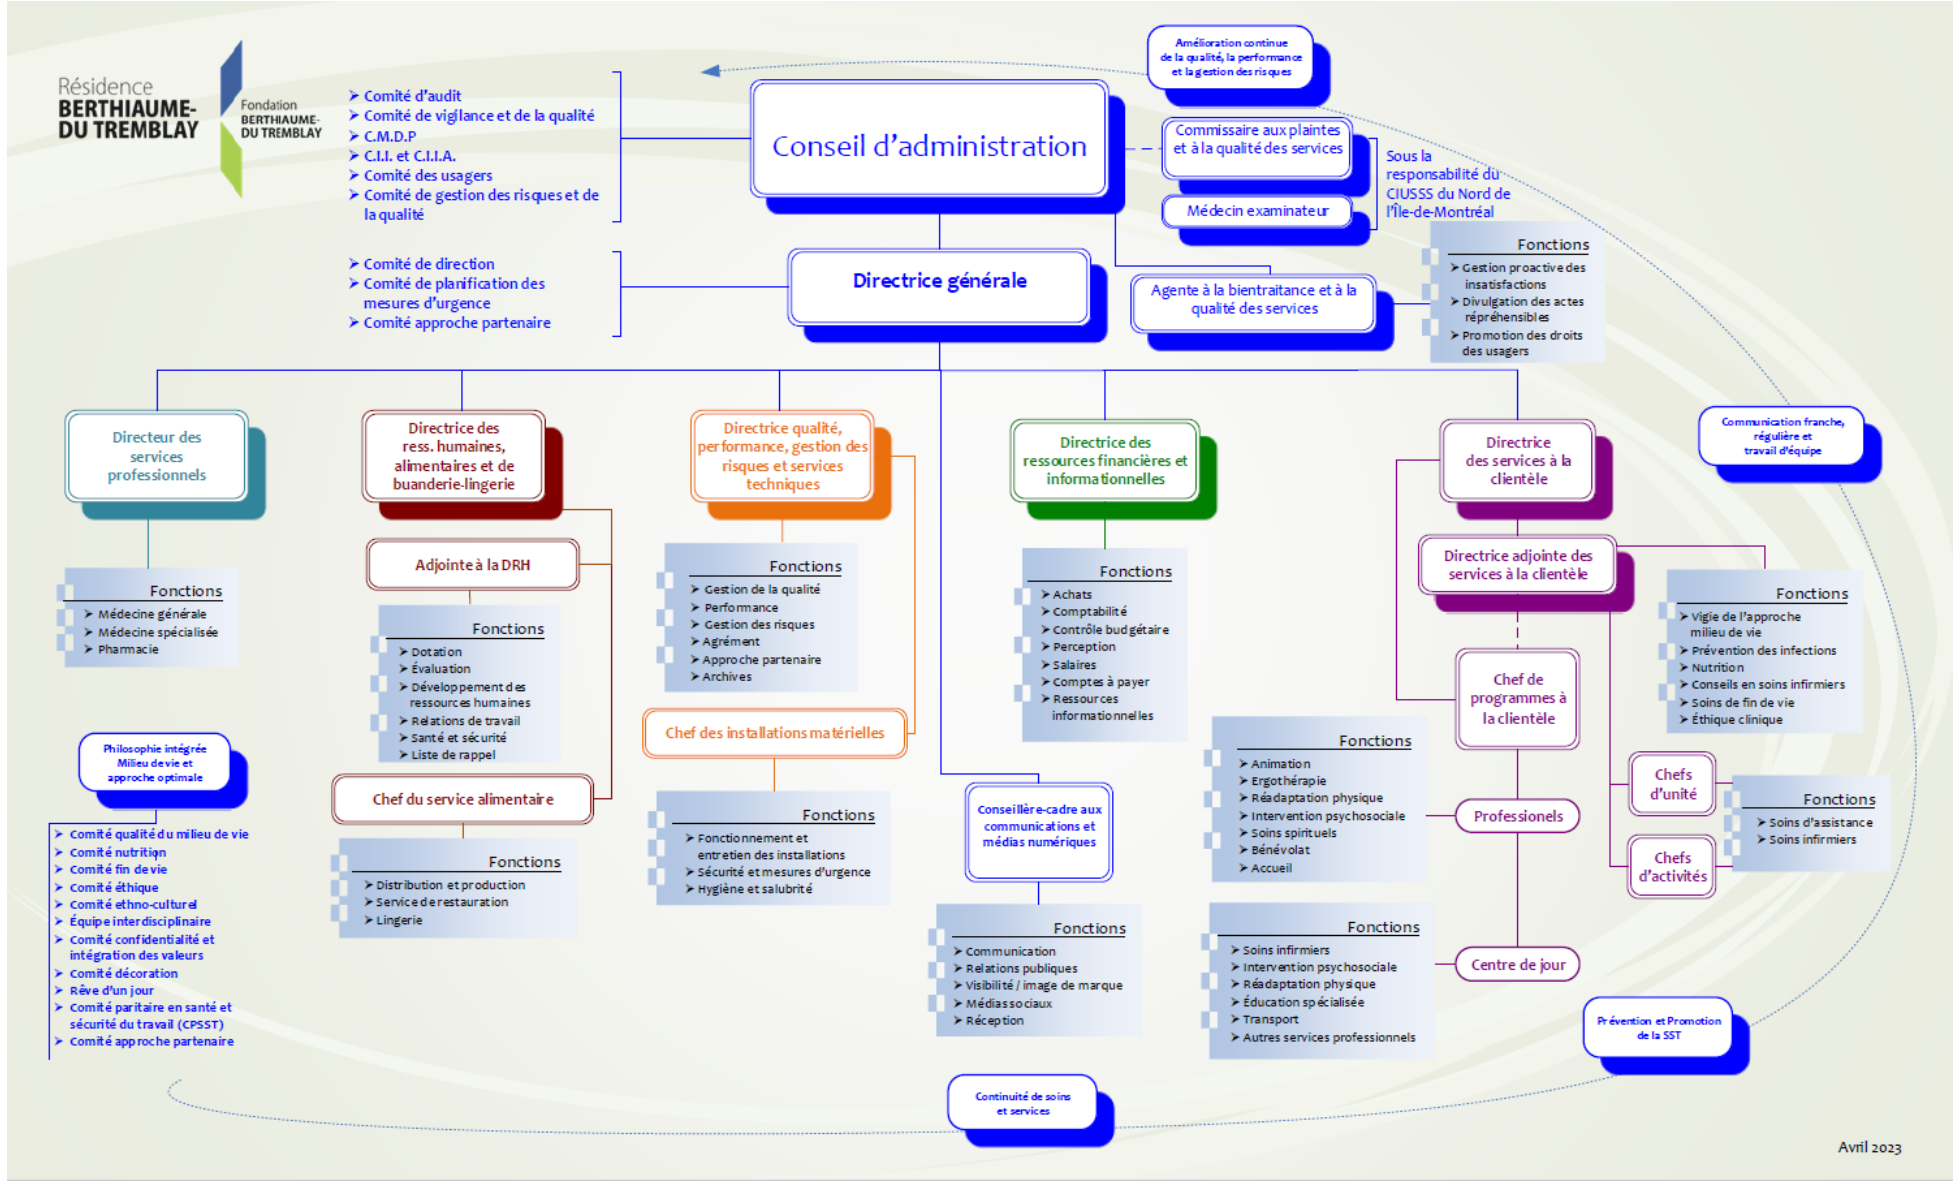 Résidence
BERTHIAUME-
DU TREMBLAY
Fondation
BERTHIAUME-
DU TREMBLAY
➢ Comité d'audit
➢ Comité de vigilance et de la qualité
➢ C.M.D.P
➢ C.I.I. et C.I.I.A.
➢ Comité des usagers
➢ Comité de gestion des risques et de
la qualité
Conseil d'administration
Amélioration continue
de la qualité, la performance
et la gestion des risques
Commissaire aux plaintes
et à la qualité des services
Médecin examinateur
Sous la
responsabilité du
CIUSSS du Nord de
l'Île-de-Montréal
➢ Comité de direction
➢ Comité de planification des
mesures d'urgence
➢ Comité approche partenaire
Directrice générale
Agente à la bientraitance et à la
qualité des services
Fonctions
➢ Gestion proactive des
insatisfactions
➢ Divulgation des actes
répréhensibles
➢ Promotion des droits
des usagers
Directeur des
services
professionnels
Fonctions
➢ Médecine générale
➢ Médecine spécialisée
➢ Pharmacie
Directrice des
ress. humaines,
alimentaires et de
buanderie-lingerie
Adjointe à la DRH
Fonctions
➢ Dotation
➢ Évaluation
➢ Développement des
ressources humaines
➢ Relations de travail
➢ Santé et sécurité
➢ Liste de rappel
Chef du service alimentaire
Fonctions
➢ Distribution et production
➢ Service de restauration
➢ Lingerie
Directrice qualité,
performance, gestion des
risques et services
techniques
Fonctions
➢ Gestion de la qualité
➢ Performance
➢ Gestion des risques
➢ Agrément
➢ Approche partenaire
➢ Archives
Chef des installations matérielles
Fonctions
➢ Fonctionnement et
entretien des installations
➢ Sécurité et mesures d'urgence
➢ Hygiène et salubrité
Conseillère-cadre aux
communications et
médias numériques
Fonctions
➢ Communication
➢ Relations publiques
➢ Visibilité / image de marque
➢ Médias sociaux
➢ Réception
Directrice des
ressources financières et
informationnelles
Fonctions
➢ Achats
➢ Comptabilité
➢ Contrôle budgétaire
➢ Perception
➢ Salaires
➢ Comptes à payer
➢ Ressources
informationnelles
Directrice
des services à la
clientèle
Directrice adjointe des
services à la clientèle
Fonctions
➢ Vigie de l'approche
milieu de vie
➢ Prévention des infections
➢ Nutrition
➢ Conseils en soins infirmiers
➢ Soins de fin de vie
➢ Éthique clinique
Chef de
programmes à
la clientèle
Fonctions
➢ Animation
➢ Ergothérapie
➢ Réadaptation physique
➢ Intervention psychosociale
➢ Soins spirituels
➢ Bénévolat
➢ Accueil
Professionels
Chefs
d'unité
Chefs
d'activités
Fonctions
➢ Soins d'assistance
➢ Soins infirmiers
Fonctions
➢ Soins infirmiers
➢ Intervention psychosociale
➢ Réadaptation physique
➢ Éducation spécialisée
➢ Transport
➢ Autres services professionnels
Centre de jour
Communication franche,
régulière et
travail d'équipe
Philosophie intégrée
Milieu de vie et
approche optimale
➢ Comité qualité du milieu de vie
➢ Comité nutrition
➢ Comité fin de vie
➢ Comité éthique
➢ Comité ethno-culturel
➢ Équipe interdisciplinaire
➢ Comité confidentialité et
intégration des valeurs
➢ Comité décoration
➢ Rêve d'un jour
➢ Comité paritaire en santé et
sécurité du travail (CPSST)
➢ Comité approche partenaire
Prévention et Promotion
de la SST
Continuité de soins
et services
Avril 2023